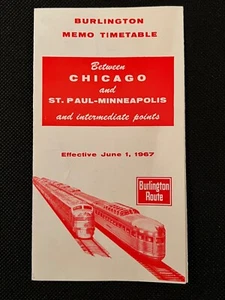 BURLINGTON
MEMO TIMETABLE
Between
CHICAGO
and
ST. PAUL-MINNEAPOLIS
and intermediate points
Effective June 1, 1967
Burlington
Route